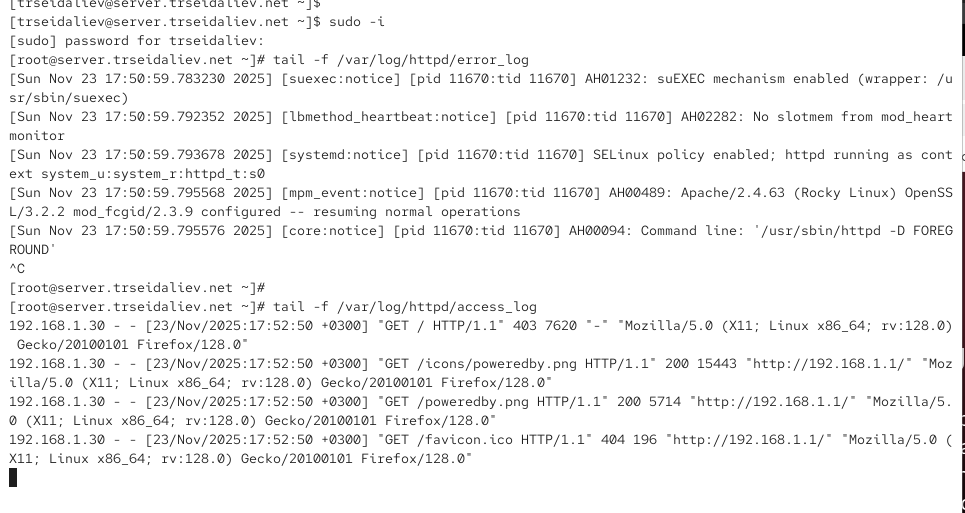 [trseidaliev@server.trseidaliev.net ~]$
[trseidaliev@server.trseidaliev.net ~]$ sudo -i
[sudo] password for trseidaliev:
[root@server.trseidaliev.net ~]# tail -f /var/log/httpd/error_log
[Sun Nov 23 17:50:59.783230 2025] [suexec:notice] [pid 11670:tid 11670] AH01232: suEXEC mechanism enabled (wrapper: /u
sr/sbin/suexec)
[Sun Nov 23 17:50:59.792352 2025] [lbmethod_heartbeat:notice] [pid 11670:tid 11670] AH02282: No slotmem from mod_heart
monitor
[Sun Nov 23 17:50:59.793678 2025] [systemd:notice] [pid 11670:tid 11670] SELinux policy enabled; httpd running as cont
ext system_u:system_r:httpd_t:s0
[Sun Nov 23 17:50:59.795568 2025] [mpm_event:notice] [pid 11670:tid 11670] AH00489: Apache/2.4.63 (Rocky Linux) OpenSS
L/3.2.2 mod_fcgid/2.3.9 configured -- resuming normal operations
[Sun Nov 23 17:50:59.795576 2025] [core:notice] [pid 11670:tid 11670] AH00094: Command line: '/usr/sbin/httpd -D FOREG
ROUND'
^C
[root@server.trseidaliev.net ~]#
[root@server.trseidaliev.net ~]# tail -f /var/log/httpd/access_log
192.168.1.30 - - [23/Nov/2025:17:52:50 +0300] "GET / HTTP/1.1" 403 7620 "-" "Mozilla/5.0 (X11; Linux x86_64; rv:128.0)
 Gecko/20100101 Firefox/128.0"
192.168.1.30 - - [23/Nov/2025:17:52:50 +0300] "GET /icons/poweredby.png HTTP/1.1" 200 15443 "http://192.168.1.1/" "Moz
illa/5.0 (X11; Linux x86_64; rv:128.0) Gecko/20100101 Firefox/128.0"
192.168.1.30 - - [23/Nov/2025:17:52:50 +0300] "GET /poweredby.png HTTP/1.1" 200 5714 "http://192.168.1.1/" "Mozilla/5.
0 (X11; Linux x86_64; rv:128.0) Gecko/20100101 Firefox/128.0"
192.168.1.30 - - [23/Nov/2025:17:52:50 +0300] "GET /favicon.ico HTTP/1.1" 404 196 "http://192.168.1.1/" "Mozilla/5.0 (
X11; Linux x86_64; rv:128.0) Gecko/20100101 Firefox/128.0"